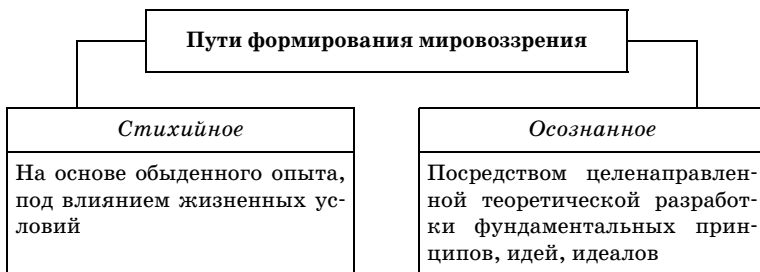 Пути формирования мировоззрения
Стихийное
На основе обыденного опыта,
под влиянием жизненных ус-
ловий
Осознанное
Посредством целенаправлен-
ной теоретической разработ-
ки фундаментальных прин-
ципов, идей, идеалов